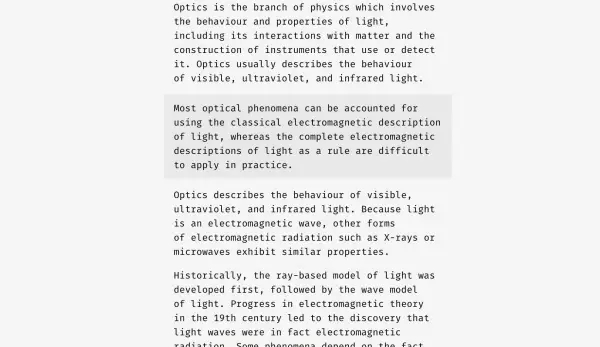 Optics is the branch of physics which involves
the behaviour and properties of light,
including its interactions with matter and the
construction of instruments that use or detect
it. Optics usually describes the behaviour
of visible, ultraviolet, and infrared light.
Most optical phenomena can be accounted for
using the classical electromagnetic description
of light, whereas the complete electromagnetic
descriptions of light as a rule are difficult
to apply in practice.
Optics describes the behaviour of visible,
ultraviolet, and infrared light. Because light
is an electromagnetic wave, other forms
of electromagnetic radiation such as X-rays or
microwaves exhibit similar properties.
Historically, the ray-based model of light was
developed first, followed by the wave model
of light. Progress in electromagnetic theory
in the 19th century led to the discovery that
light waves were in fact electromagnetic
radiation. Some phenomena depend on the fact